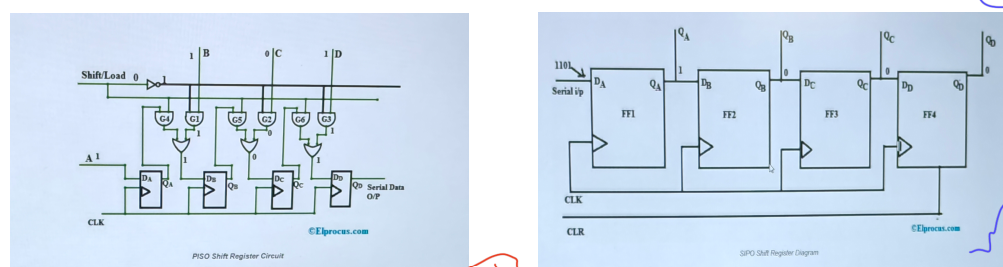 1 B
0 C
1 D
Shift/Load 0
1
G4
G1
G5
G2
G6
G3
1
0
1
1
0
1
A 1
DA
QA
DB
QB
DC
QC
DD
QD
Serial Data
O/P
CLK
©Elprocus.com
PISO Shift Register Circuit
QA
QB
QC
QD
1101
Serial i/p
DA
QA
1
DB
QB
0
DC
QC
0
DD
QD
0
FF1
FF2
FF3
FF4
CLK
CLR
©Elprocus.com
SIPO Shift Register Diagram